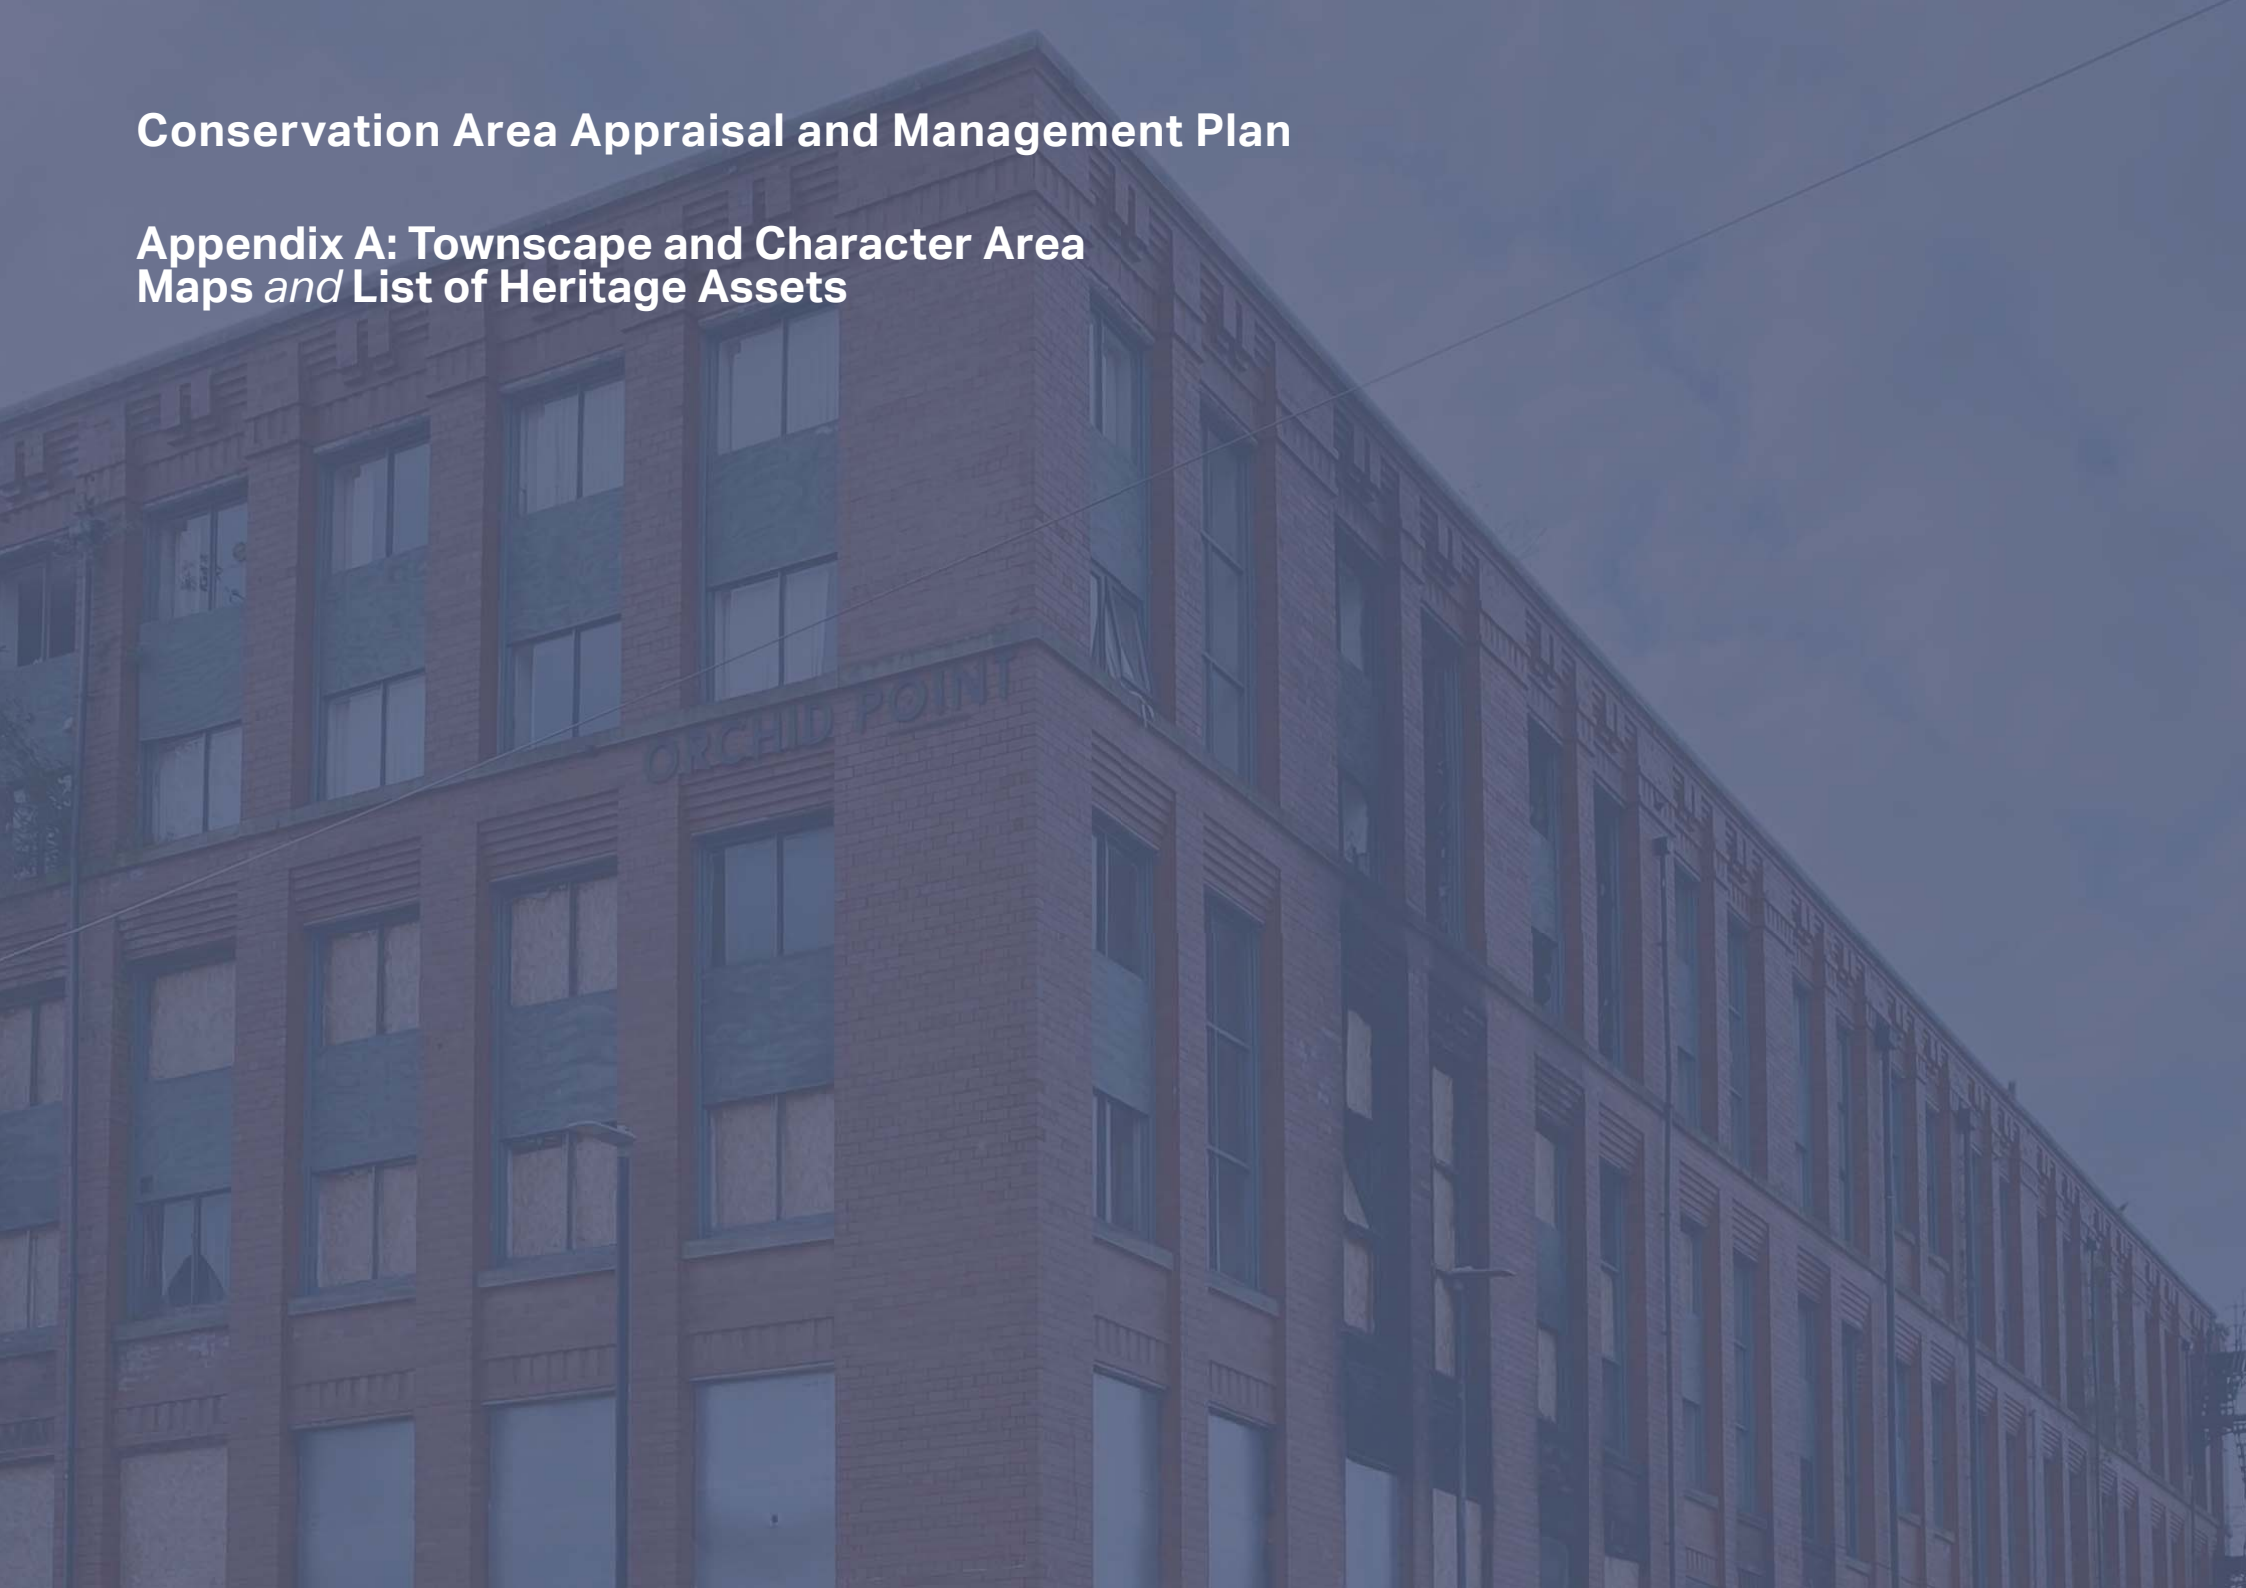 Conservation Area Appraisal and Management Plan
Appendix A: Townscape and Character Area
Maps and List of Heritage Assets
ORCHID POINT